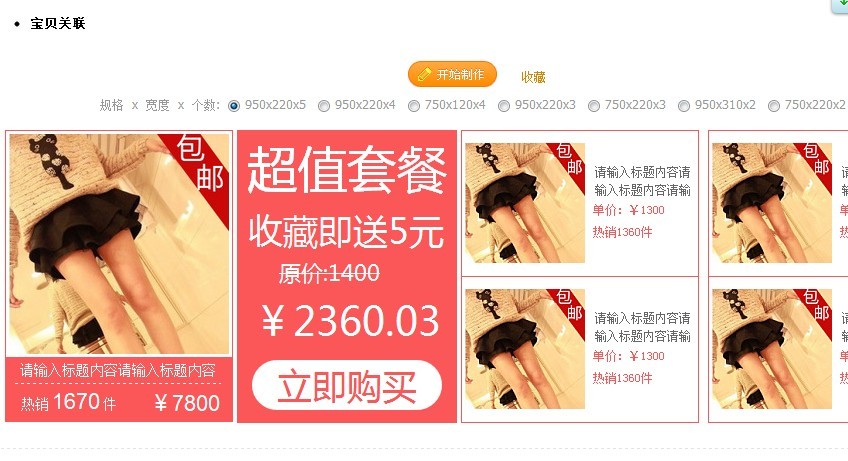 宝贝关联
开始制作 收藏
规格 x 宽度 x 个数: 950x220x5 950x220x4 750x120x4 950x220x3 750x220x3 950x310x2 750x220x2
包邮
请输入标题内容请输入标题内容
热销1670件 ￥7800
超值套餐
收藏即送5元
原价:1400
￥2360.03
立即购买
包邮
请输入标题内容请
输入标题内容请输
单价：￥1300
热销1360件
包邮
请输入标题内容请
输入标题内容请输
单价：￥1300
热销1360件
包邮
包邮